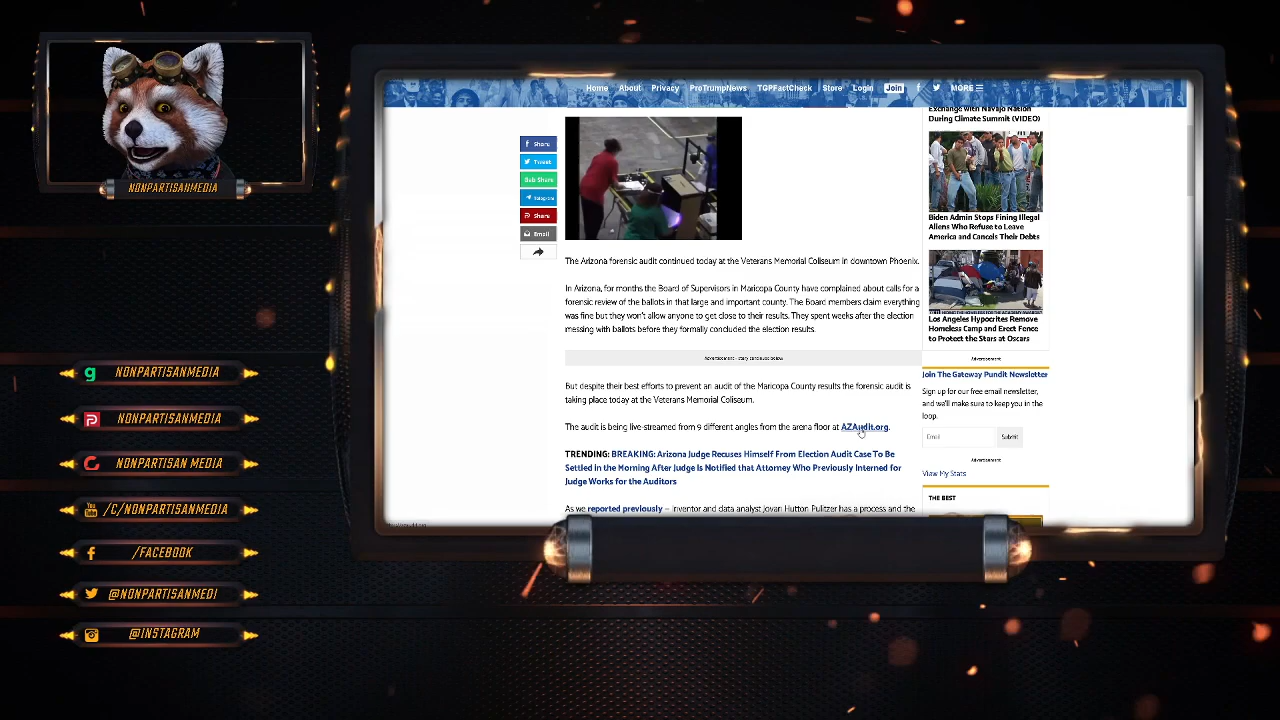 NONPARTISANMEDIA
NONPARTISANMEDIA
NONPARTISANMEDIA
NONPARTISAN MEDIA
You Tube /C/NONPARTISANMEDIA
/FACEBOOK
@NONPARTISANMEDI
@INSTAGRAM
Home About Privacy ProTrumpNews TGPFactCheck Store Login Join MORE
Share
Tweet
Gab Share
Telegram
Share
Email
The Arizona forensic audit continued today at the Veterans Memorial Coliseum in downtown Phoenix.
In Arizona, for months the Board of Supervisors in Maricopa County have complained about calls for a
forensic review of the ballots in that large and important county. The Board members claim everything
was fine but they won't allow anyone to get close to their results. They spent weeks after the election
messing with ballots before they formally concluded the election results.
Advertisement - story continues below
But despite their best efforts to prevent an audit of the Maricopa County results the forensic audit is
taking place today at the Veterans Memorial Coliseum.
The audit is being live-streamed from 9 different angles from the arena floor at AZAudit.org.
TRENDING: BREAKING: Arizona Judge Recuses Himself From Election Audit Case To Be
Settled in the Morning After Judge Is Notified that Attorney Who Previously Interned for
Judge Works for the Auditors
As we reported previously – inventor and data analyst Jovan Hutton Pulitzer has a process and the
Exchange with Navajo Nation
During Climate Summit (VIDEO)
Biden Admin Stops Fining Illegal
Aliens Who Refuse to Leave
America and Cancels Their Debts
Los Angeles Hypocrites Remove
Homeless Camp and Erect Fence
to Protect the Stars at Oscars
Advertisement
Join The Gateway Pundit Newsletter
Sign up for our free email newsletter,
and we'll make sure to keep you in the
loop.
Email Submit
Advertisement
View My Stats
THE BEST